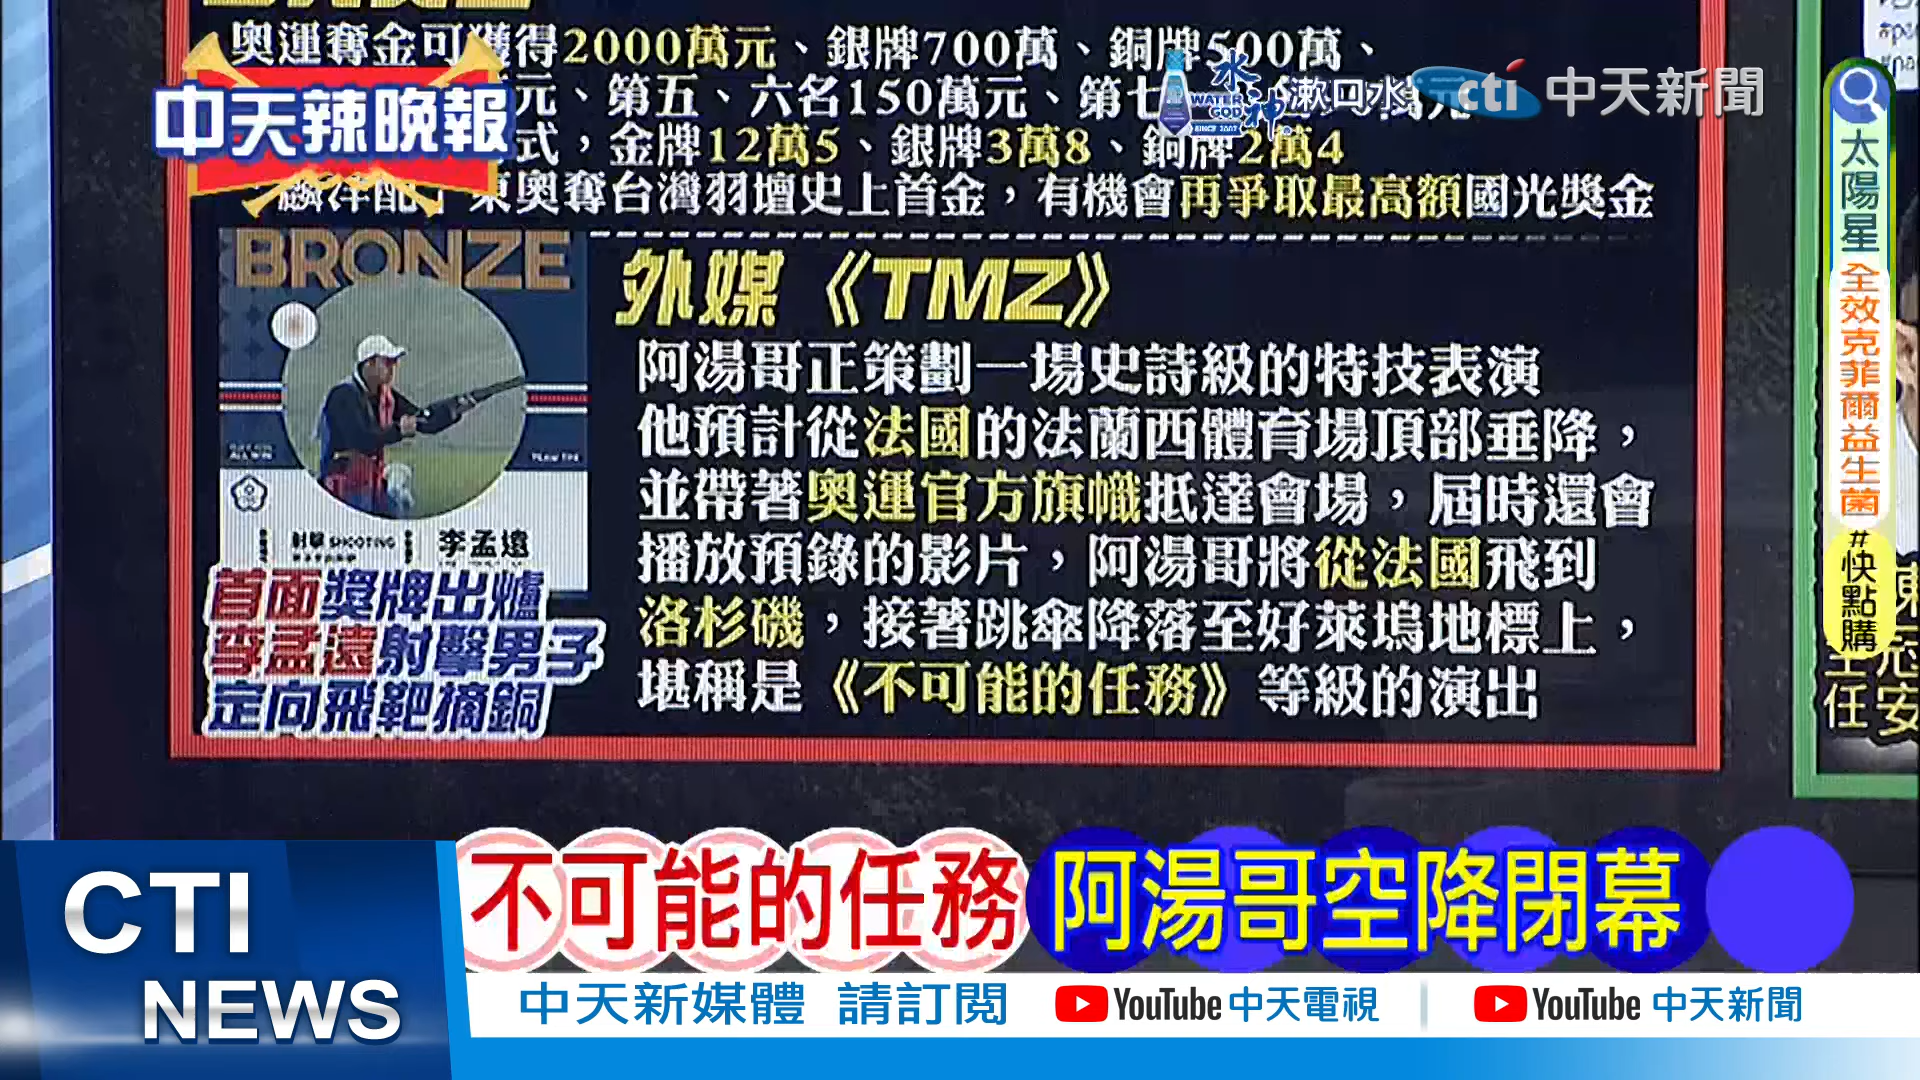 奧運奪金可獲得2000萬元、銀牌700萬、銅牌500萬、
元、第五、六名150萬元、第七
式，金牌12萬5、銀牌3萬8、銅牌2萬4
「麟洋配」東奧奪台灣羽壇史上首金，有機會再爭取最高額國光獎金
中天辣晚報
水神
WATER GOD
SINCE 2007
漱口水
cti 中天新聞
BRONZE
射擊 SHOOTING
李孟遠
首面獎牌出爐
李孟遠射擊男子
定向飛靶摘銅
外媒《TMZ》
阿湯哥正策劃一場史詩級的特技表演
他預計從法國的法蘭西體育場頂部垂降，
並帶著奧運官方旗幟抵達會場，屆時還會
播放預錄的影片，阿湯哥將從法國飛到
洛杉磯，接著跳傘降落至好萊塢地標上，
堪稱是《不可能的任務》等級的演出
太陽星
全效克菲爾益生菌
#快點購
不可能的任務 阿湯哥空降閉幕
CTI
NEWS
中天新媒體 請訂閱 YouTube 中天電視 | YouTube 中天新聞